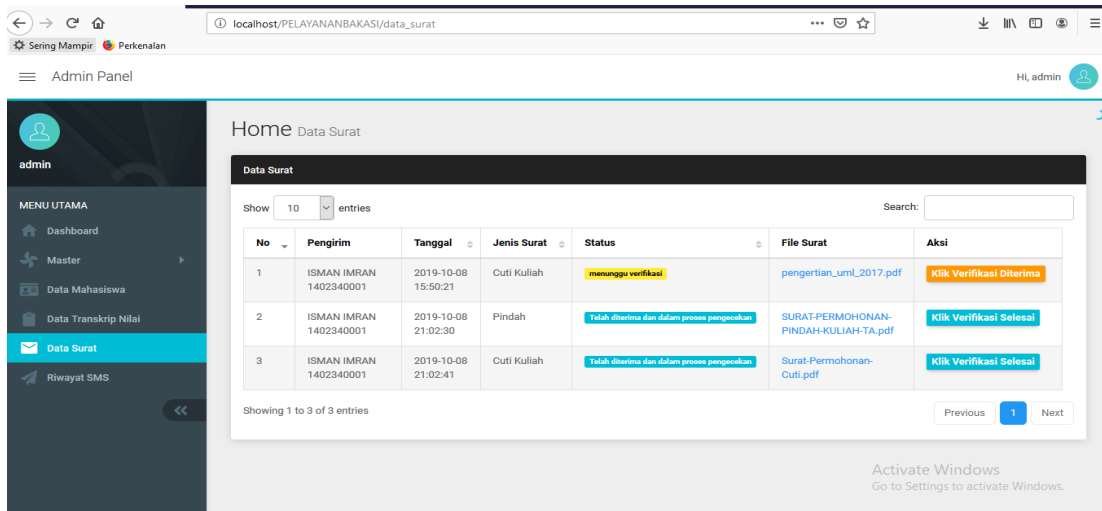 localhost/PELAYANANBAKASI/data_surat
Sering Mampir Perkenalan
Admin Panel
Hi, admin
admin
MENU UTAMA
Dashboard
Master
Data Mahasiswa
Data Transkrip Nilai
Data Surat
Riwayat SMS
Home Data Surat
Data Surat
Show 10 entries
Search:
No Pengirim Tanggal Jenis Surat Status File Surat Aksi
1 ISMAN IMRAN 2019-10-08 Cuti Kuliah menunggu verifikasi pengertian_uml_2017.pdf Klik Verifikasi Diterima
1402340001 15:50:21
2 ISMAN IMRAN 2019-10-08 Pindah Telah diterima dan dalam proses pengecekan SURAT-PERMOHONAN- Klik Verifikasi Selesai
1402340001 21:02:30 PINDAH-KULIAH-TA.pdf
3 ISMAN IMRAN 2019-10-08 Cuti Kuliah Telah diterima dan dalam proses pengecekan Surat-Permohonan- Klik Verifikasi Selesai
1402340001 21:02:41 Cuti.pdf
Showing 1 to 3 of 3 entries
Previous 1 Next
Activate Windows
Go to Settings to activate Windows.